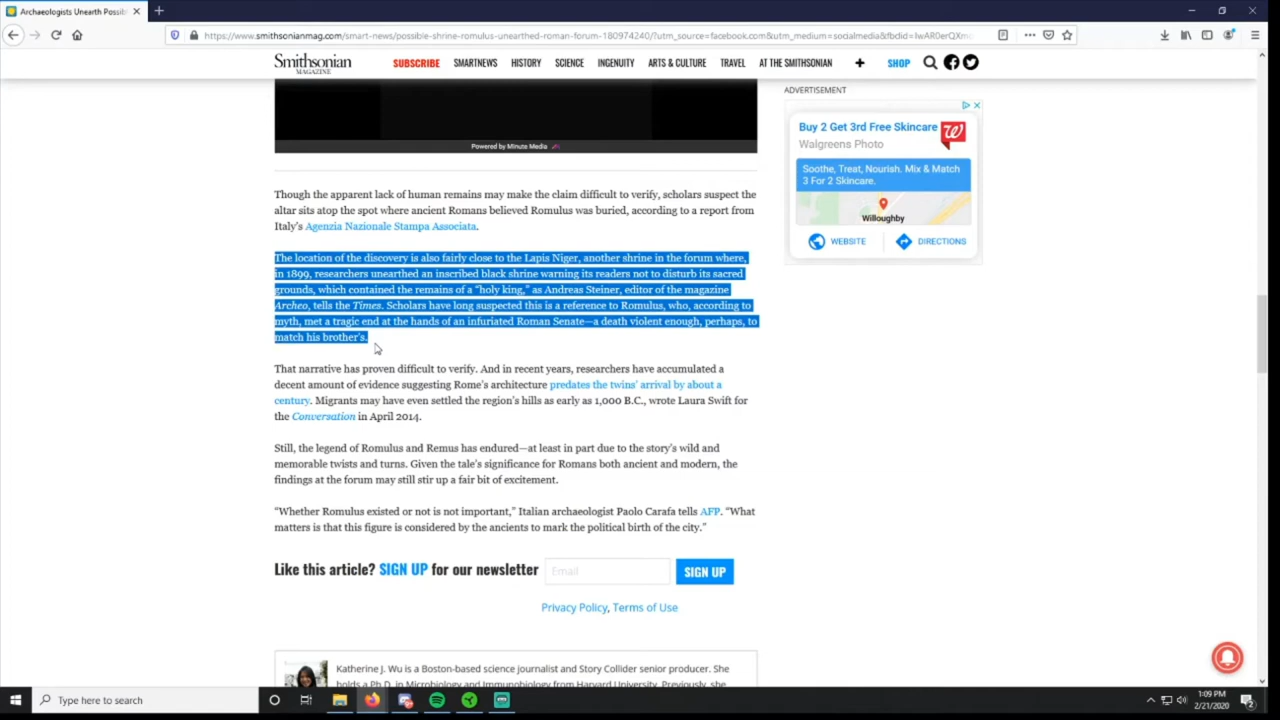 Archaeologists Unearth Possib
https://www.smithsonianmag.com/smart-news/possible-shrine-romulus-unearthed-roman-forum-180974240/?utm_source=facebook.com&utm_medium=socialmedia&fbclid=IwAR0erQXm
Smithsonian
MAGAZINE
SUBSCRIBE SMARTNEWS HISTORY SCIENCE INGENUITY ARTS & CULTURE TRAVEL AT THE SMITHSONIAN + SHOP
Powered by Minute Media
ADVERTISEMENT
Buy 2 Get 3rd Free Skincare
Walgreens Photo
Soothe, Treat, Nourish. Mix & Match
3 For 2 Skincare.
Willoughby
WEBSITE DIRECTIONS
Though the apparent lack of human remains may make the claim difficult to verify, scholars suspect the
altar sits atop the spot where ancient Romans believed Romulus was buried, according to a report from
Italy's Agenzia Nazionale Stampa Associata.
The location of the discovery is also fairly close to the Lapis Niger, another shrine in the forum where,
in 1899, researchers unearthed an inscribed black shrine warning its readers not to disturb its sacred
grounds, which contained the remains of a "holy king," as Andreas Steiner, editor of the magazine
Archeo, tells the Times. Scholars have long suspected this is a reference to Romulus, who, according to
myth, met a tragic end at the hands of an infuriated Roman Senate—a death violent enough, perhaps, to
match his brother's.
That narrative has proven difficult to verify. And in recent years, researchers have accumulated a
decent amount of evidence suggesting Rome's architecture predates the twins' arrival by about a
century. Migrants may have even settled the region's hills as early as 1,000 B.C., wrote Laura Swift for
the Conversation in April 2014.
Still, the legend of Romulus and Remus has endured—at least in part due to the story's wild and
memorable twists and turns. Given the tale's significance for Romans both ancient and modern, the
findings at the forum may still stir up a fair bit of excitement.
"Whether Romulus existed or not is not important," Italian archaeologist Paolo Carafa tells AFP. "What
matters is that this figure is considered by the ancients to mark the political birth of the city."
Like this article? SIGN UP for our newsletter Email SIGN UP
Privacy Policy, Terms of Use
Katherine J. Wu is a Boston-based science journalist and Story Collider senior producer. She
holds a Ph.D. in Microbiology and Immunobiology from Harvard University. Previously, she
Type here to search
1:09 PM
2/21/2020